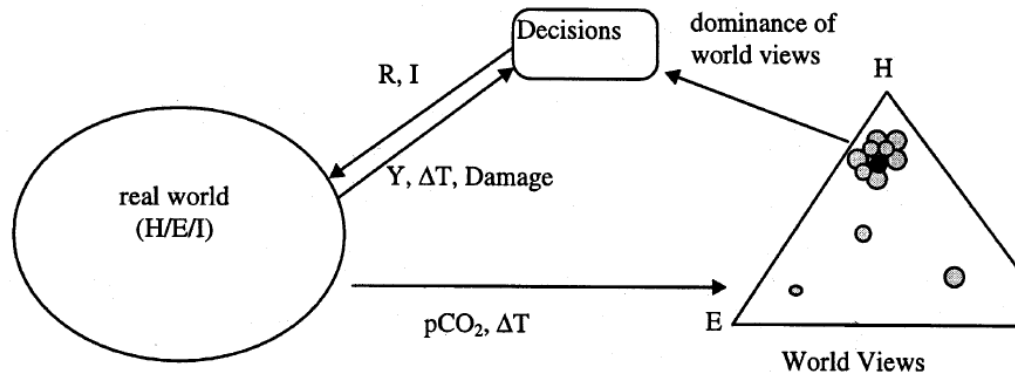 Decisions
dominance of
world views
H
R, I
Y, ΔT, Damage
real world
(H/E/I)
E
pCO₂, ΔT
World Views